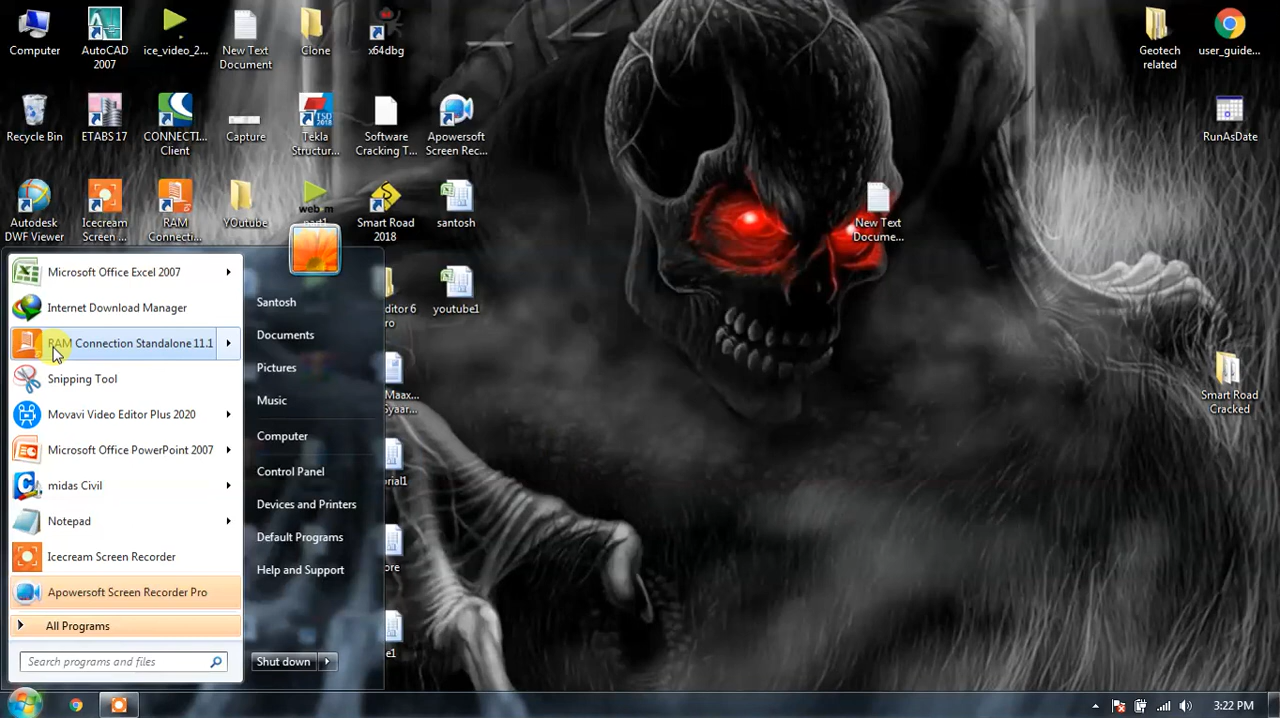 Computer
AutoCAD
2007
ice_video_2...
New Text
Document
Clone
x64dbg
Geotech
related
user_guide...
Recycle Bin
ETABS 17
CONNECTI...
Client
Capture
Tekla
Structur...
Software
Cracking T...
Apowersoft
Screen Rec...
RunAsDate
Autodesk
DWF Viewer
Icecream
Screen ...
RAM
Connecti...
YOutube
part1
Smart Road
2018
santosh
New Text
Docume...
youtube1
Smart Road
Cracked
Microsoft Office Excel 2007
Internet Download Manager
RAM Connection Standalone 11.1
Snipping Tool
Movavi Video Editor Plus 2020
Microsoft Office PowerPoint 2007
midas Civil
Notepad
Icecream Screen Recorder
Apowersoft Screen Recorder Pro
All Programs
Search programs and files
Santosh
Documents
Pictures
Music
Computer
Control Panel
Devices and Printers
Default Programs
Help and Support
Shut down
3:22 PM